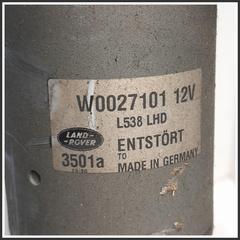 W0027101 12V
L538 LHD
LAND-
ROVER
ENTSTÖRT
3501a
TO
MADE IN GERMANY